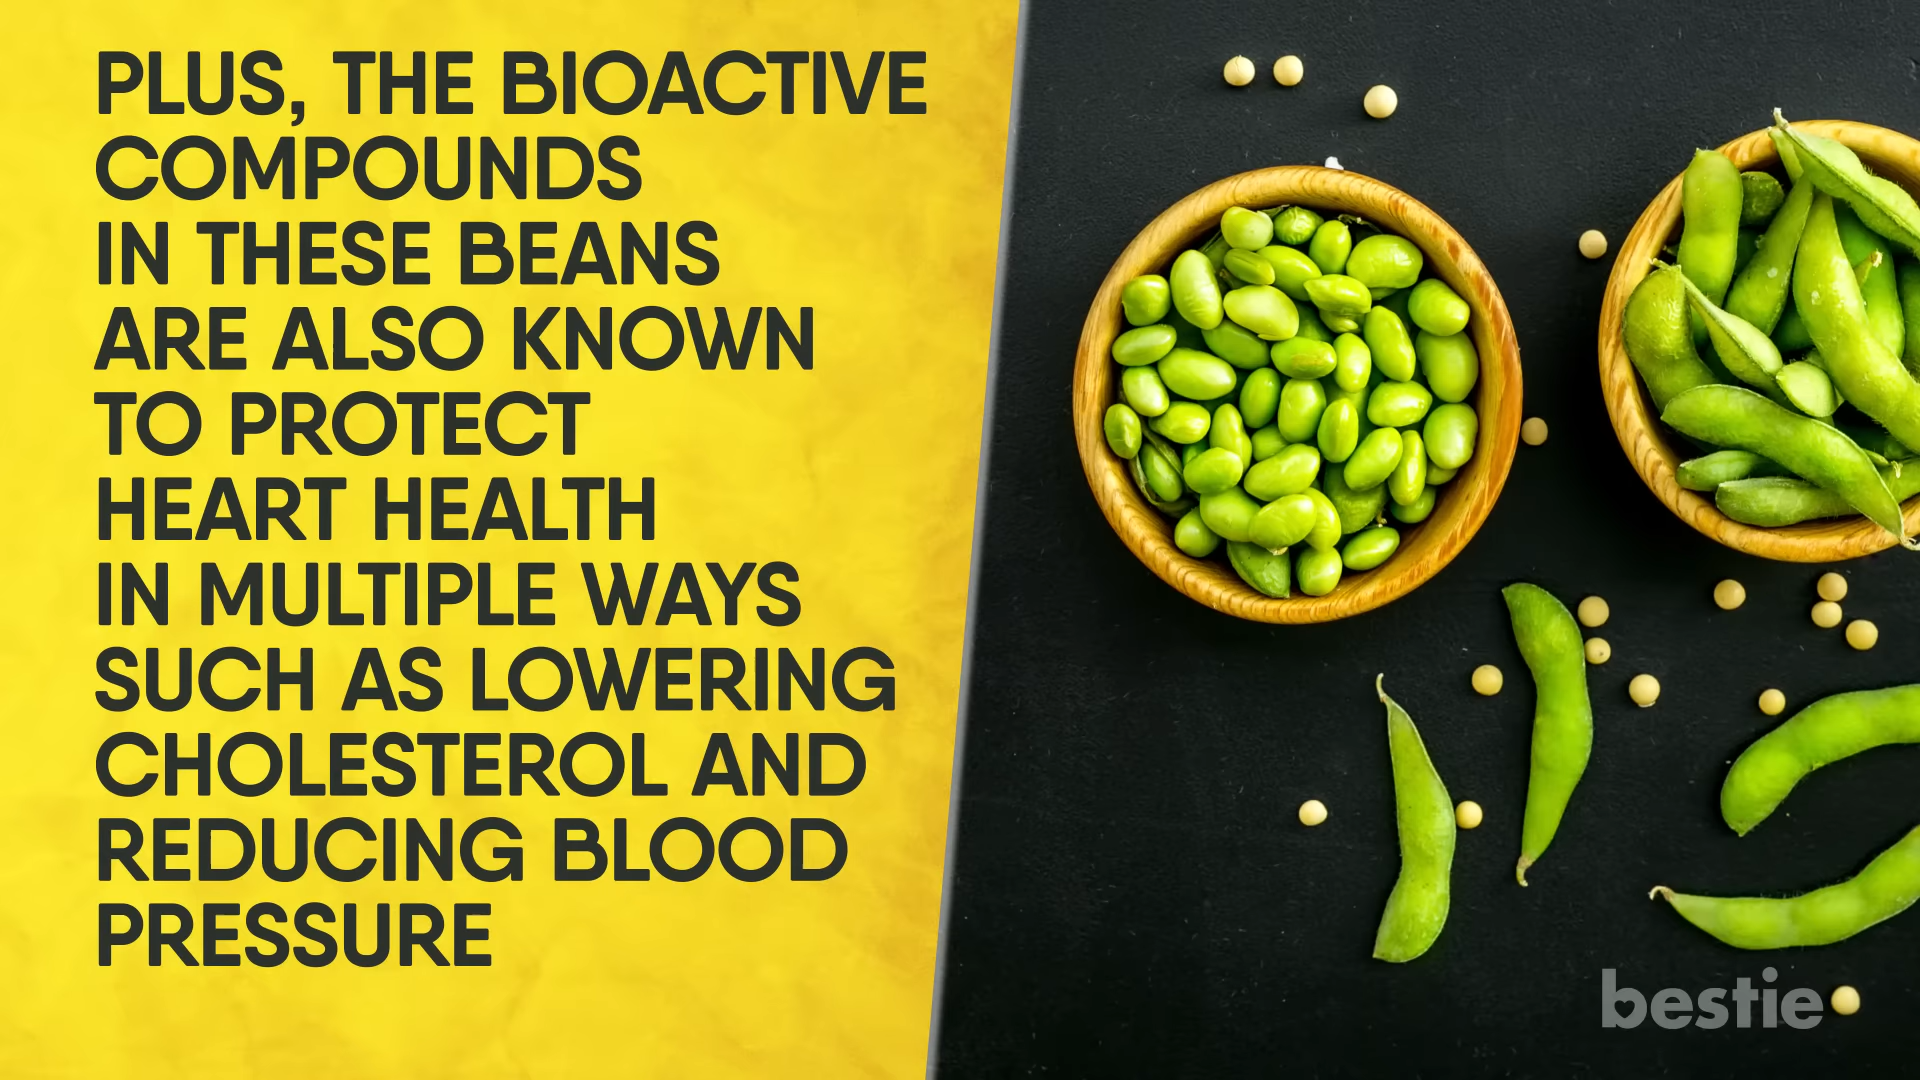 PLUS, THE BIOACTIVE
COMPOUNDS
IN THESE BEANS
ARE ALSO KNOWN
TO PROTECT
HEART HEALTH
IN MULTIPLE WAYS
SUCH AS LOWERING
CHOLESTEROL AND
REDUCING BLOOD
PRESSURE
bestie